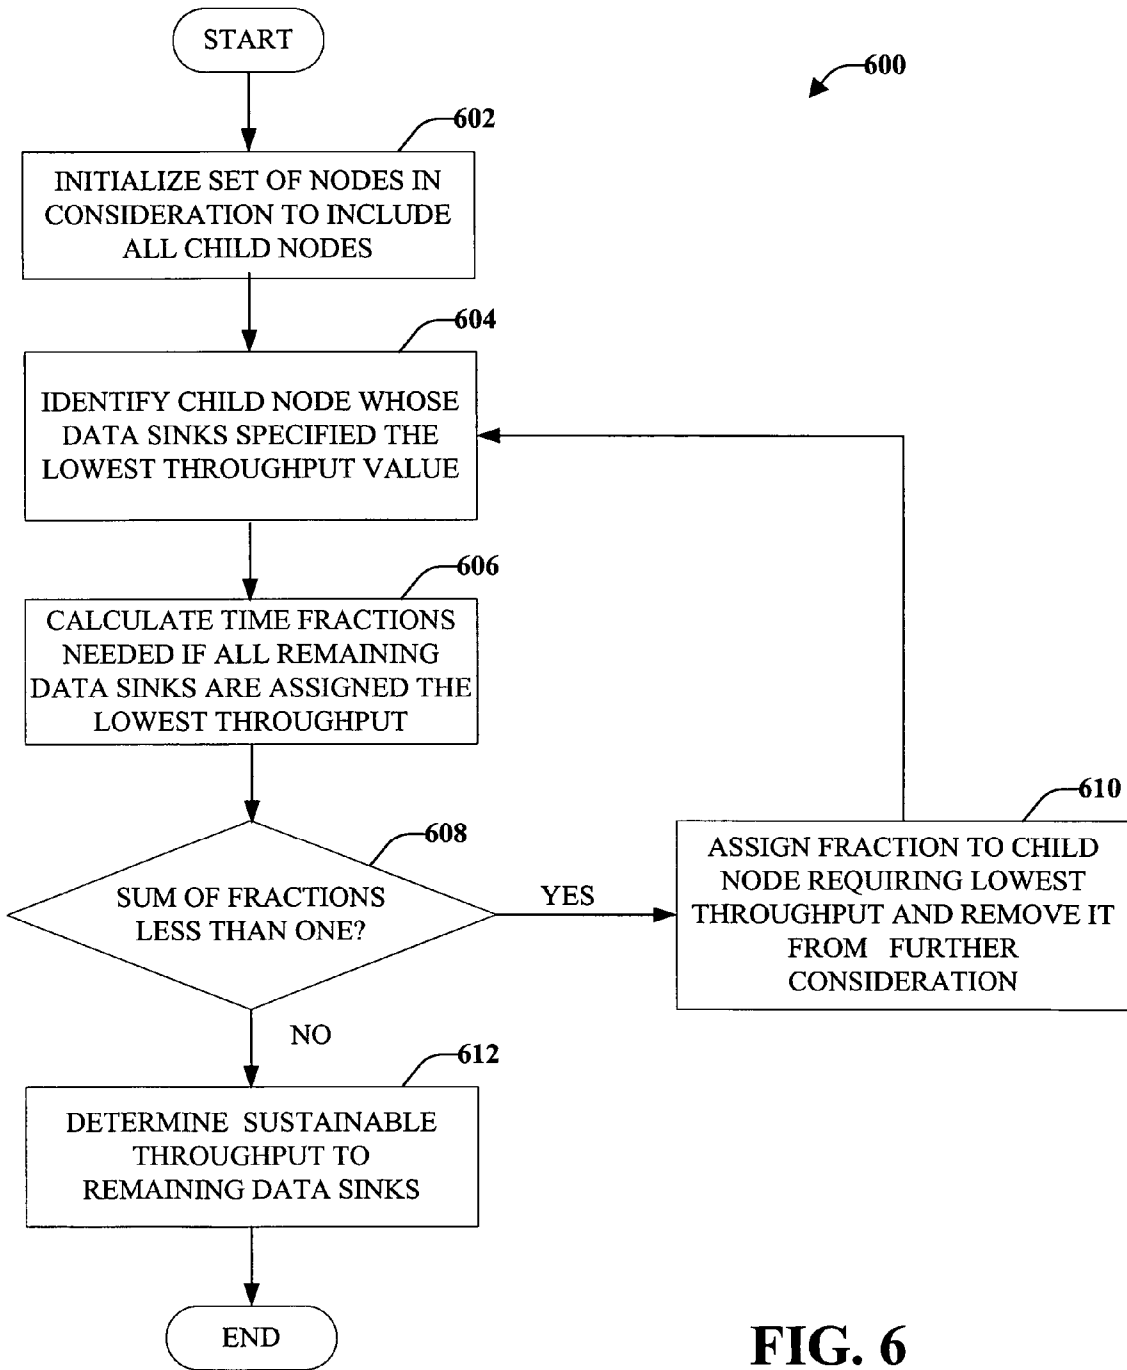 START
600
602
INITIALIZE SET OF NODES IN
CONSIDERATION TO INCLUDE
ALL CHILD NODES
604
IDENTIFY CHILD NODE WHOSE
DATA SINKS SPECIFIED THE
LOWEST THROUGHPUT VALUE
606
CALCULATE TIME FRACTIONS
NEEDED IF ALL REMAINING
DATA SINKS ARE ASSIGNED THE
LOWEST THROUGHPUT
608
SUM OF FRACTIONS
LESS THAN ONE?
YES
610
ASSIGN FRACTION TO CHILD
NODE REQUIRING LOWEST
THROUGHPUT AND REMOVE IT
FROM FURTHER
CONSIDERATION
NO
612
DETERMINE SUSTAINABLE
THROUGHPUT TO
REMAINING DATA SINKS
END
FIG. 6